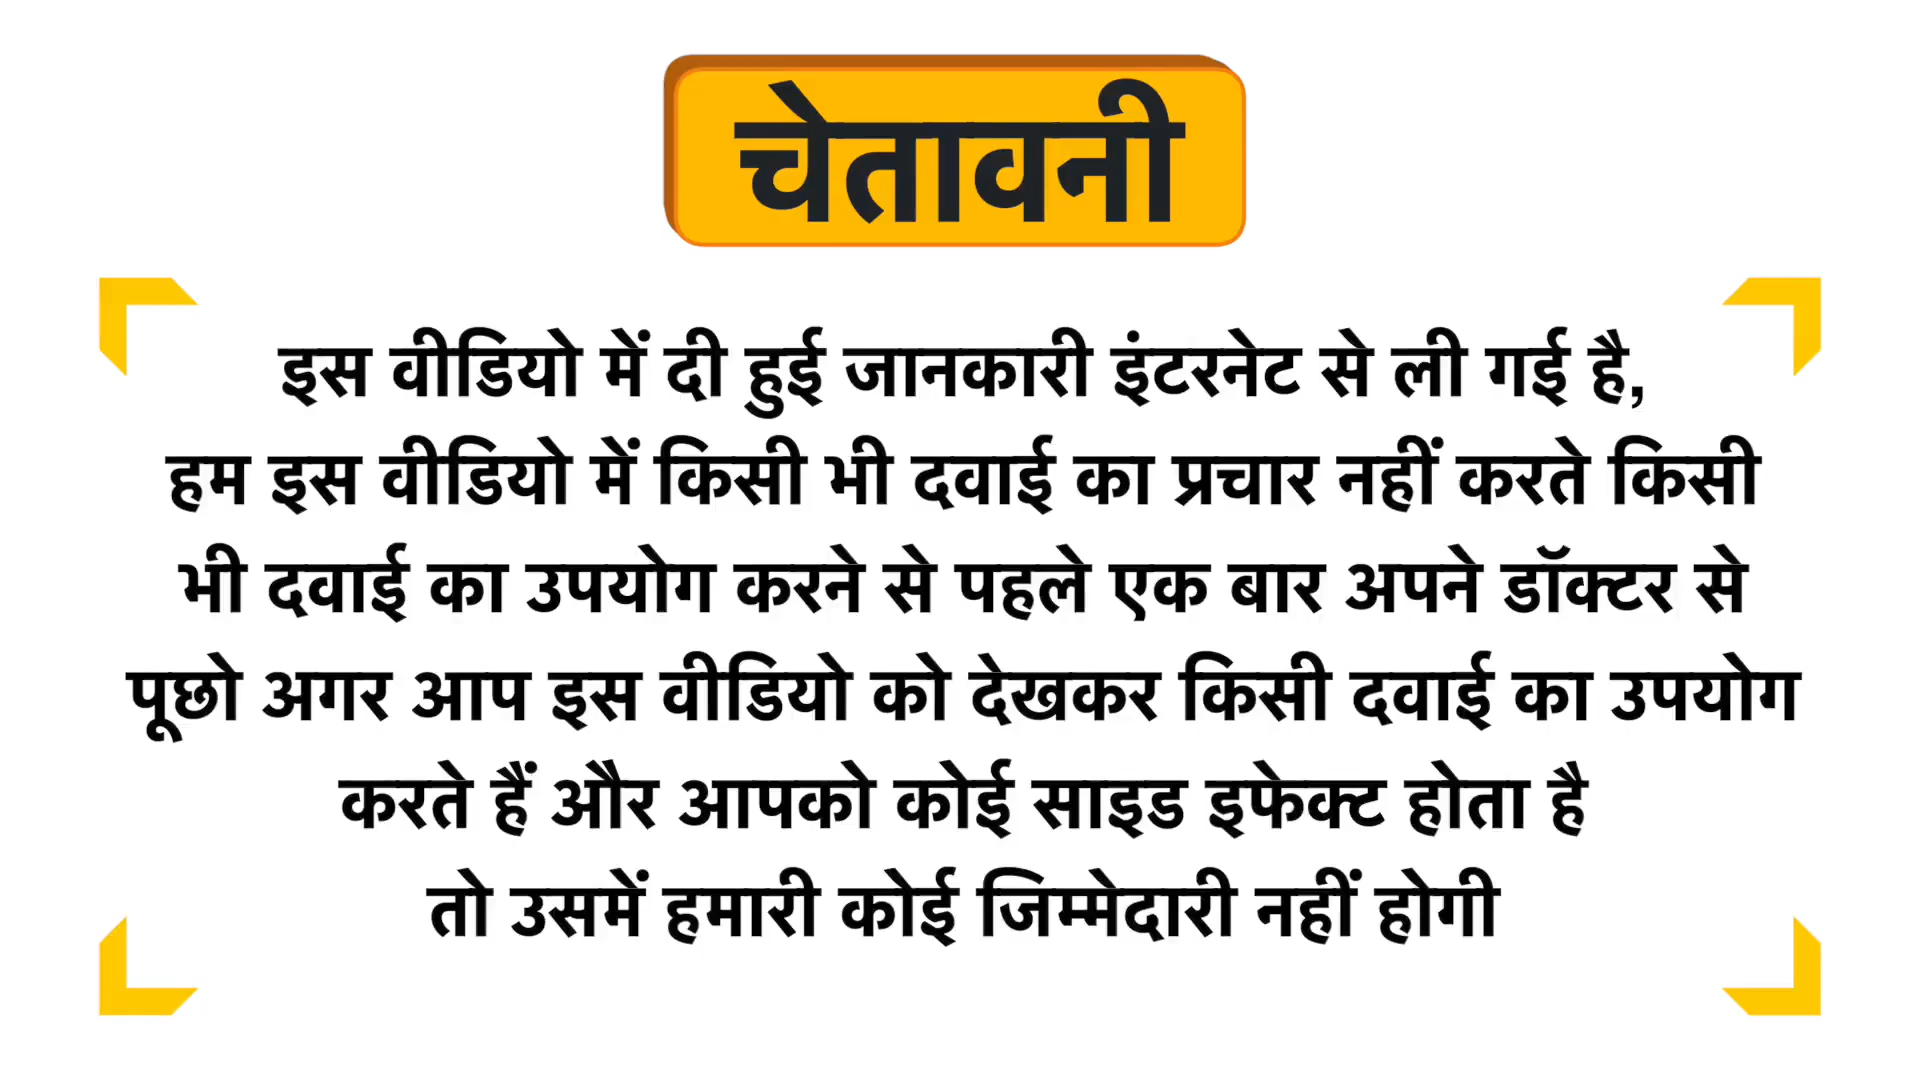 चेतावनी
इस वीडियो में दी हुई जानकारी इंटरनेट से ली गई है,
हम इस वीडियो में किसी भी दवाई का प्रचार नहीं करते किसी
भी दवाई का उपयोग करने से पहले एक बार अपने डॉक्टर से
पूछो अगर आप इस वीडियो को देखकर किसी दवाई का उपयोग
करते हैं और आपको कोई साइड इफेक्ट होता है
तो उसमें हमारी कोई जिम्मेदारी नहीं होगी